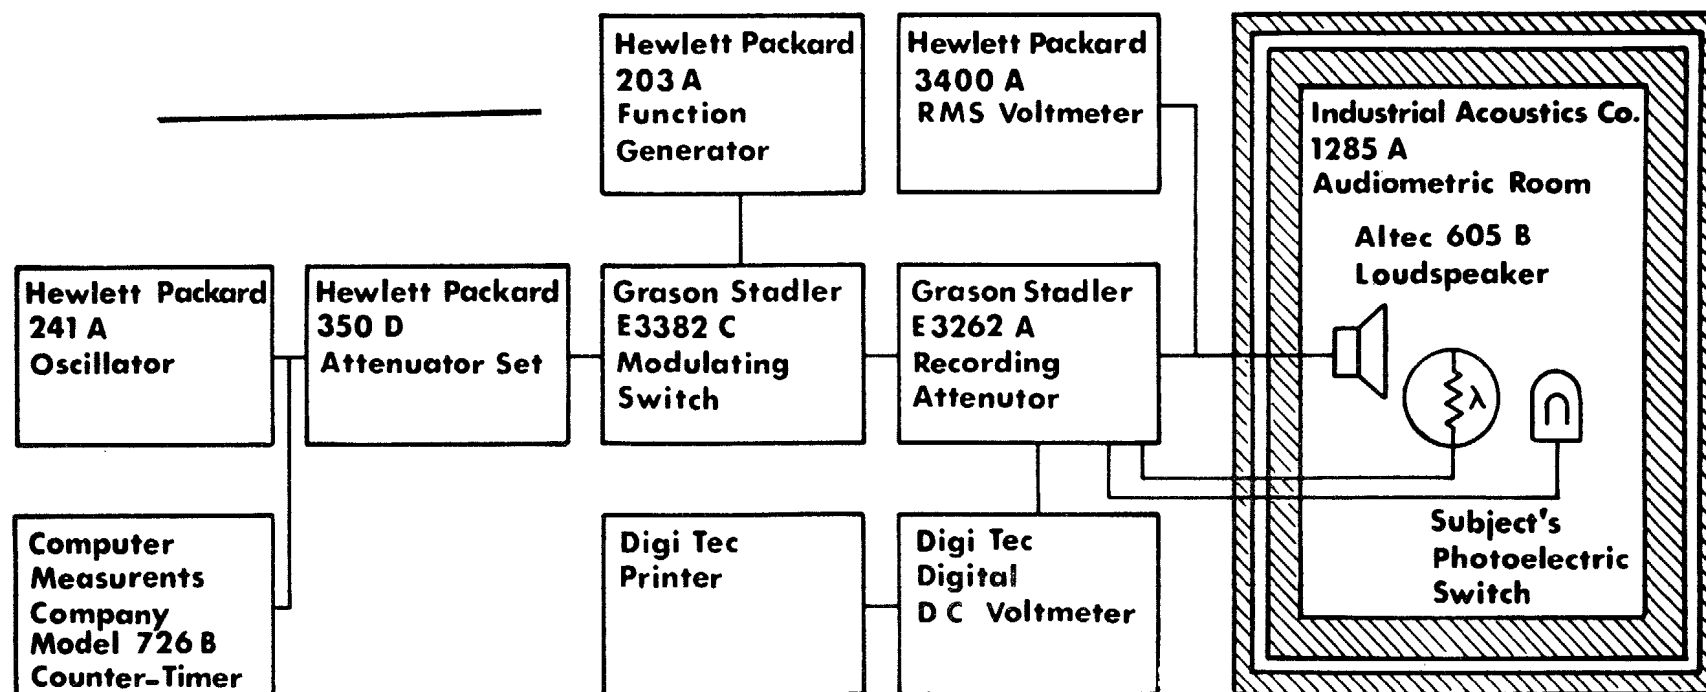 Hewlett Packard
203 A
Function
Generator
Hewlett Packard
3400 A
RMS Voltmeter
Industrial Acoustics Co.
1285 A
Audiometric Room
Altec 605 B
Loudspeaker
Hewlett Packard
241 A
Oscillator
Hewlett Packard
350 D
Attenuator Set
Grason Stadler
E3382 C
Modulating
Switch
Grason Stadler
E 3262 A
Recording
Attenutor
λ
Subject's
Photoelectric
Switch
Computer
Measurents
Company
Model 726 B
Counter-Timer
Digi Tec
Printer
Digi Tec
Digital
D C Voltmeter